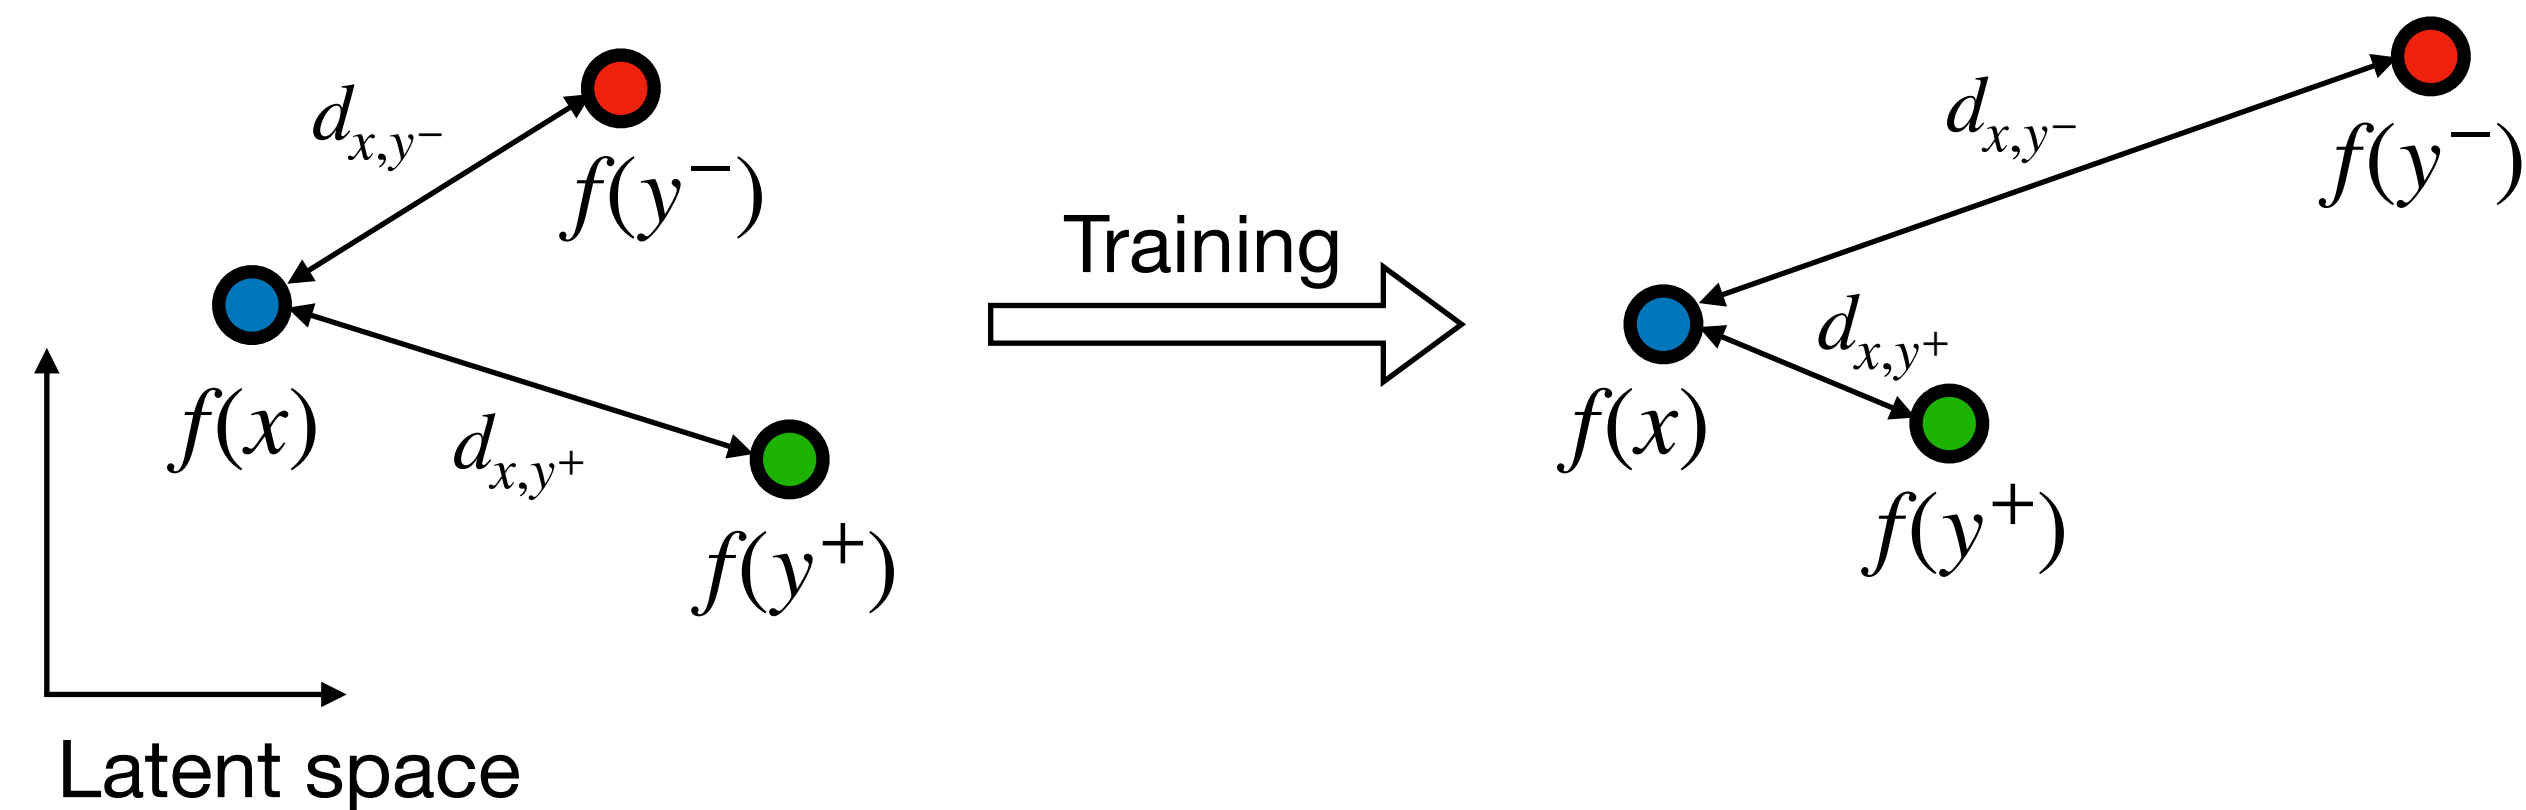 d_{x,y^-}
f(y^-)
f(x)
d_{x,y^+}
f(y^+)
Latent space
Training
d_{x,y^-}
f(y^-)
d_{x,y^+}
f(x)
f(y^+)